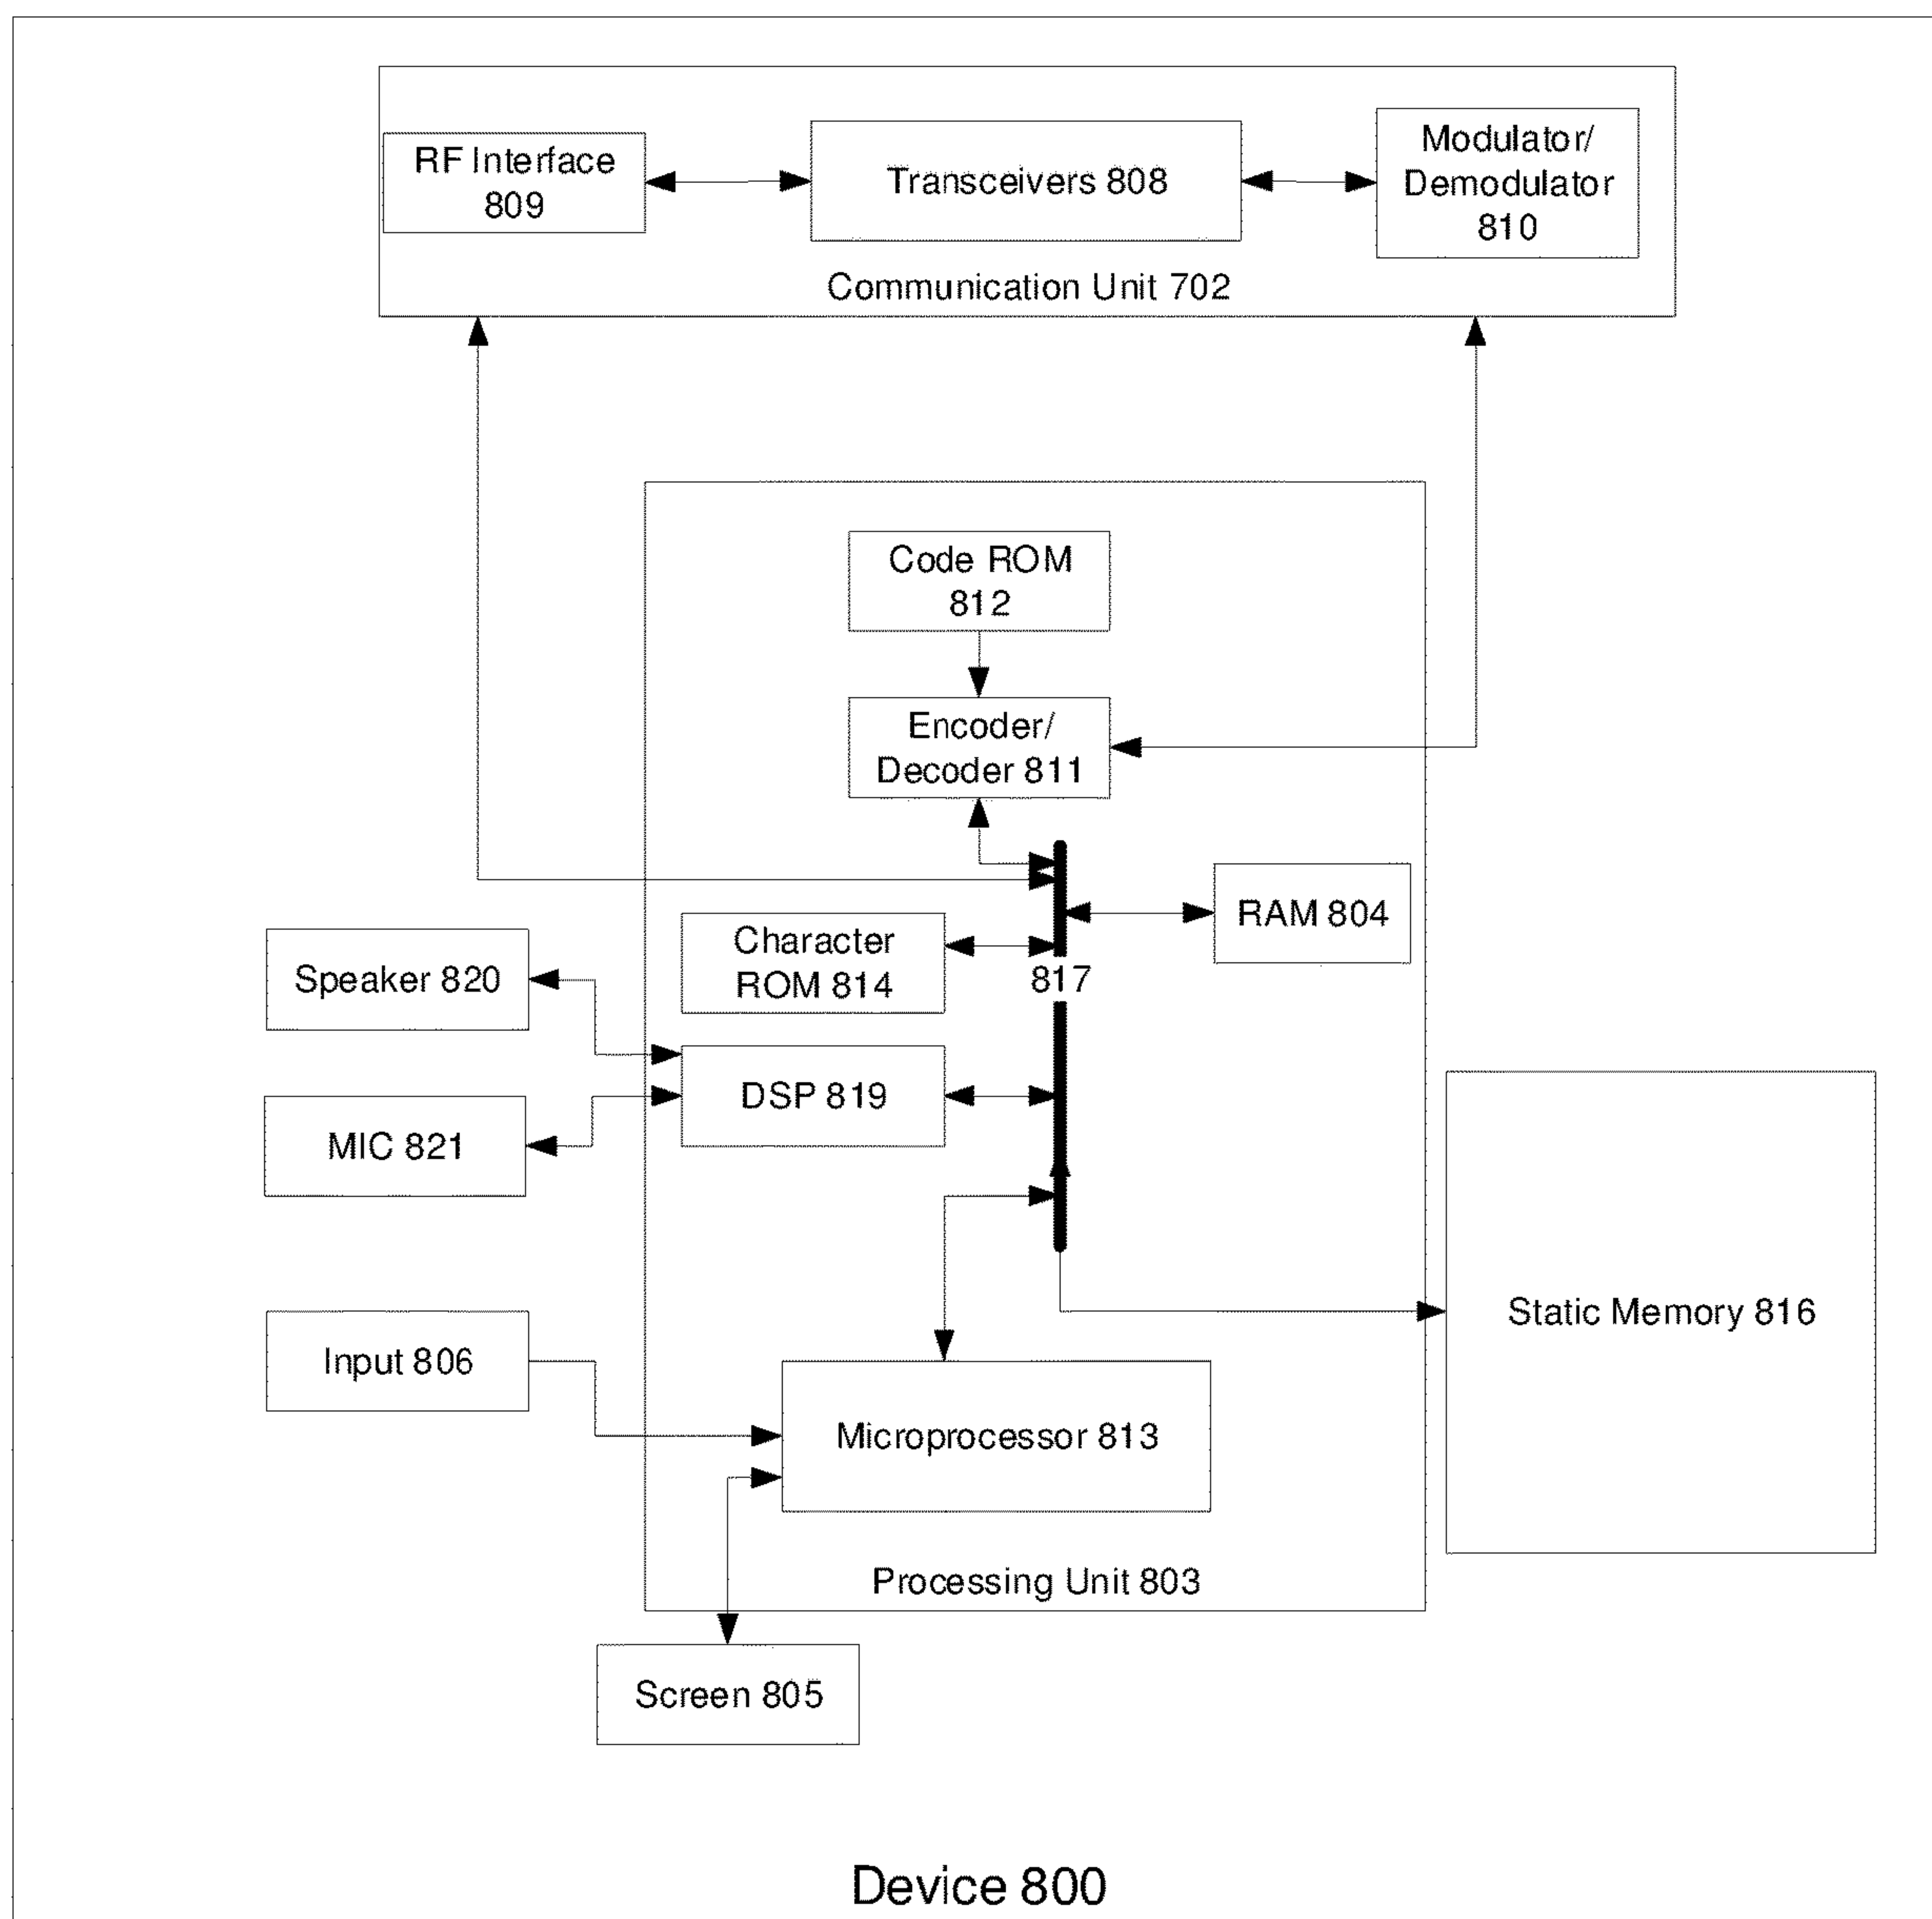 RF Interface
809
Transceivers 808
Modulator/
Demodulator
810
Communication Unit 702
Code ROM
812
Encoder/
Decoder 811
RAM 804
Character
ROM 814
817
Speaker 820
DSP 819
MIC 821
Static Memory 816
Input 806
Microprocessor 813
Processing Unit 803
Screen 805
Device 800